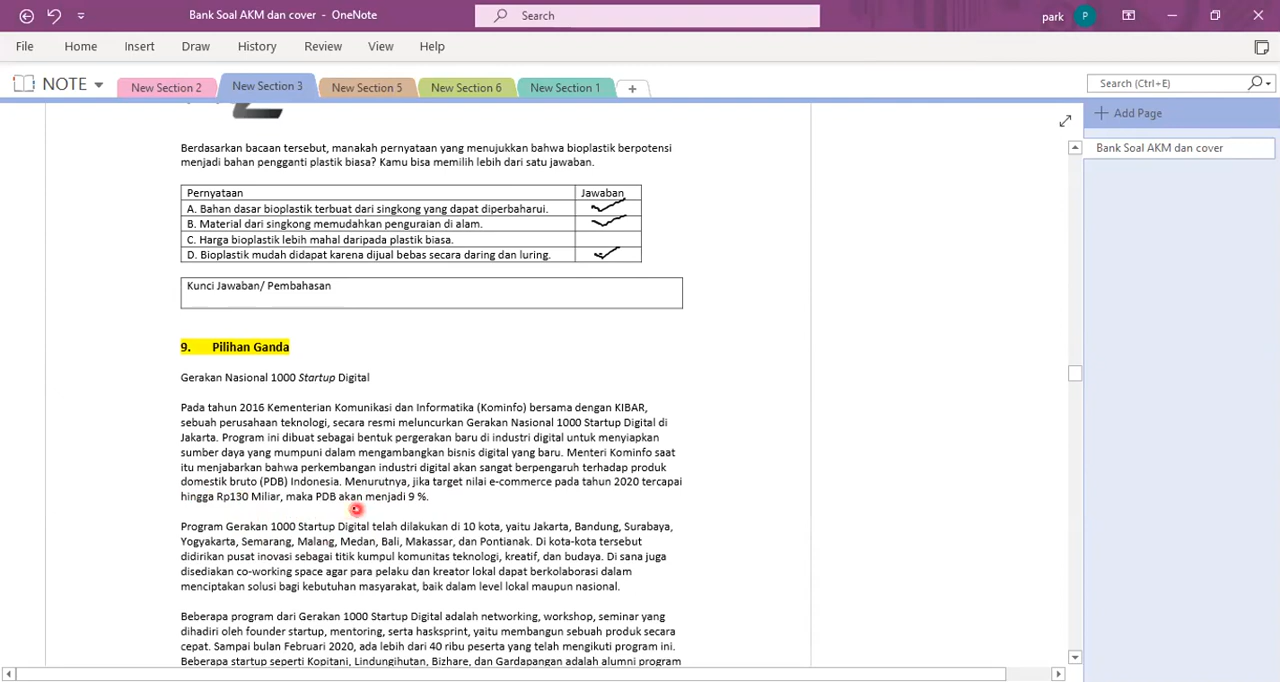 Bank Soal AKM dan cover - OneNote
Search
park
P
File Home Insert Draw History Review View Help
NOTE
New Section 2
New Section 3
New Section 5
New Section 6
New Section 1
+
Search (Ctrl+E)
Add Page
Bank Soal AKM dan cover
Berdasarkan bacaan tersebut, manakah pernyataan yang menujukkan bahwa bioplastik berpotensi
menjadi bahan pengganti plastik biasa? Kamu bisa memilih lebih dari satu jawaban.
Pernyataan Jawaban
A. Bahan dasar bioplastik terbuat dari singkong yang dapat diperbaharui.
B. Material dari singkong memudahkan penguraian di alam.
C. Harga bioplastik lebih mahal daripada plastik biasa.
D. Bioplastik mudah didapat karena dijual bebas secara daring dan luring.
Kunci Jawaban/ Pembahasan
9. Pilihan Ganda
Gerakan Nasional 1000 Startup Digital
Pada tahun 2016 Kementerian Komunikasi dan Informatika (Kominfo) bersama dengan KIBAR,
sebuah perusahaan teknologi, secara resmi meluncurkan Gerakan Nasional 1000 Startup Digital di
Jakarta. Program ini dibuat sebagai bentuk pergerakan baru di industri digital untuk menyiapkan
sumber daya yang mumpuni dalam mengambangkan bisnis digital yang baru. Menteri Kominfo saat
itu menjabarkan bahwa perkembangan industri digital akan sangat berpengaruh terhadap produk
domestik bruto (PDB) Indonesia. Menurutnya, jika target nilai e-commerce pada tahun 2020 tercapai
hingga Rp130 Miliar, maka PDB akan menjadi 9 %.
Program Gerakan 1000 Startup Digital telah dilakukan di 10 kota, yaitu Jakarta, Bandung, Surabaya,
Yogyakarta, Semarang, Malang, Medan, Bali, Makassar, dan Pontianak. Di kota-kota tersebut
didirikan pusat inovasi sebagai titik kumpul komunitas teknologi, kreatif, dan budaya. Di sana juga
disediakan co-working space agar para pelaku dan kreator lokal dapat berkolaborasi dalam
menciptakan solusi bagi kebutuhan masyarakat, baik dalam level lokal maupun nasional.
Beberapa program dari Gerakan 1000 Startup Digital adalah networking, workshop, seminar yang
dihadiri oleh founder startup, mentoring, serta hasksprint, yaitu membangun sebuah produk secara
cepat. Sampai bulan Februari 2020, ada lebih dari 40 ribu peserta yang telah mengikuti program ini.
Beberapa startup seperti Kopitani, Lindungihutan, Bizhare, dan Gardapangan adalah alumni program